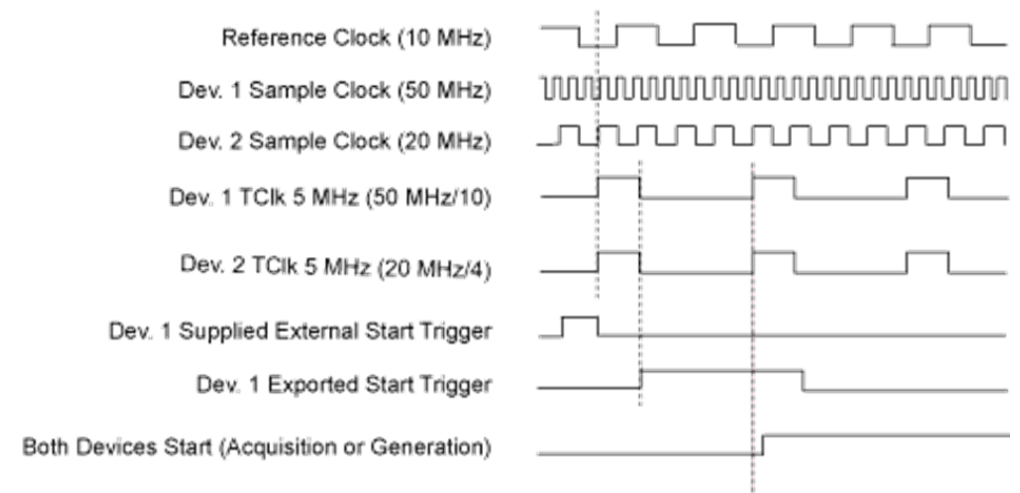 Reference Clock (10 MHz)
Dev. 1 Sample Clock (50 MHz)
Dev. 2 Sample Clock (20 MHz)
Dev. 1 TClk 5 MHz (50 MHz/10)
Dev. 2 TClk 5 MHz (20 MHz/4)
Dev. 1 Supplied External Start Trigger
Dev. 1 Exported Start Trigger
Both Devices Start (Acquisition or Generation)